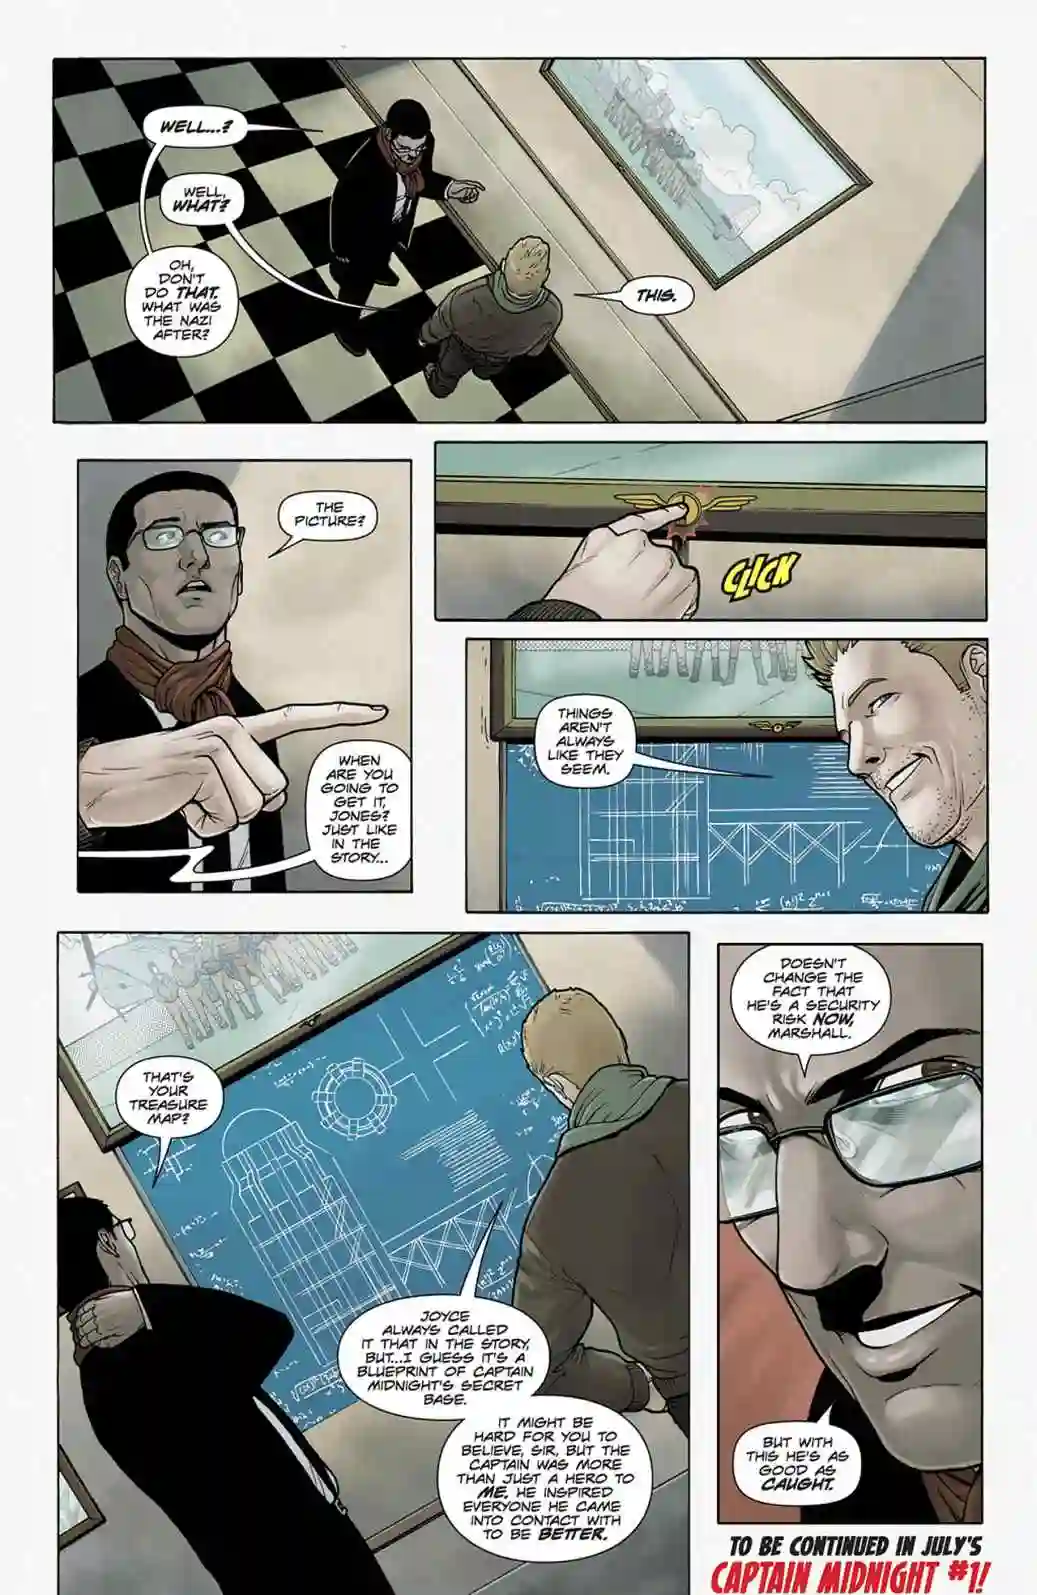 WELL...?
WELL,
WHAT?
OH,
DON'T
DO THAT.
WHAT WAS
THE NAZI
AFTER?
THIS.
THE
PICTURE?
WHEN
ARE YOU
GOING TO
GET IT,
JONES?
JUST LIKE
IN THE
STORY...
CLICK
THINGS
AREN'T
ALWAYS
LIKE THEY
SEEM.
THAT'S
YOUR
TREASURE
MAP?
JOYCE
ALWAYS CALLED
IT THAT IN THE STORY,
BUT...I GUESS IT'S A
BLUEPRINT OF CAPTAIN
MIDNIGHT'S SECRET
BASE.
IT MIGHT BE
HARD FOR YOU TO
BELIEVE, SIR, BUT THE
CAPTAIN WAS MORE
THAN JUST A HERO TO
ME. HE INSPIRED
EVERYONE HE CAME
INTO CONTACT WITH
TO BE BETTER.
DOESN'T
CHANGE THE
FACT THAT
HE'S A SECURITY
RISK NOW,
MARSHALL.
BUT WITH
THIS HE'S AS
GOOD AS
CAUGHT.
TO BE CONTINUED IN JULY'S
CAPTAIN MIDNIGHT #1!